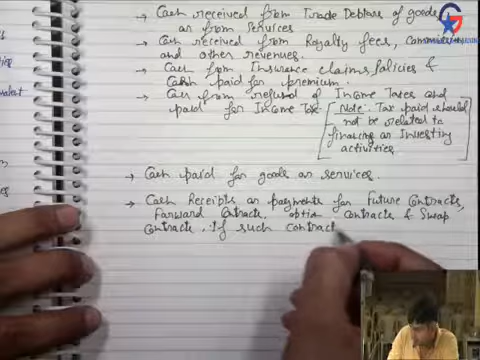 → Cash received from Trade Debtors of goods
or from services
→ Cash received from Royalty fees, Commission
and other revenues.
→ Cash from Insurance claims, Policies &
Cash paid for premium.
→ Cash from refund of Income Taxes and
paid for Income Tax. [Note: Tax paid should
not be related to
financing or Investing
activities.]
→ Cash paid for goods or services.
→ Cash Receipts or payments for Future Contracts,
Forward Contracts, option Contracts & Swap
Contracts, if such contract